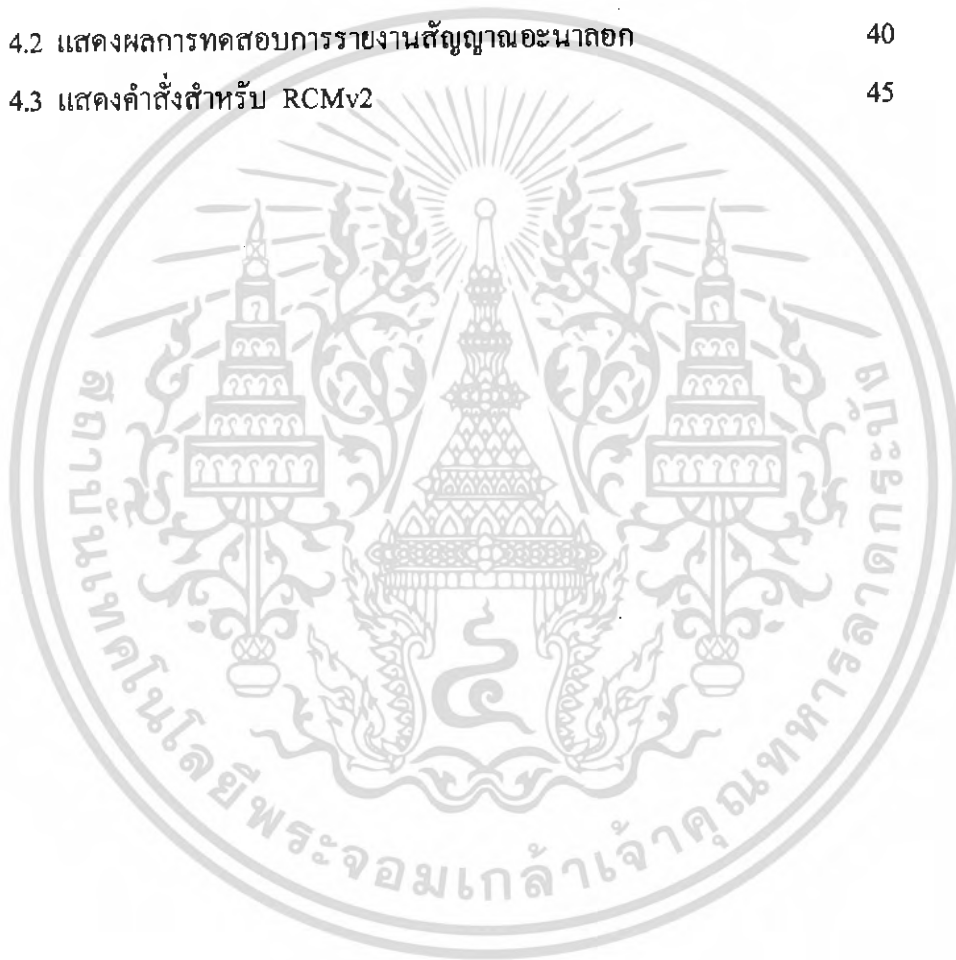 4.2 แสดงผลการทดสอบการรายงานสัญญาณอะนาลอก 40
4.3 แสดงคำสั่งสำหรับ RCMv2 45
สถาบันเทคโนโลยีพระจอมเกล้าเจ้าคุณทหารลาดกระบัง